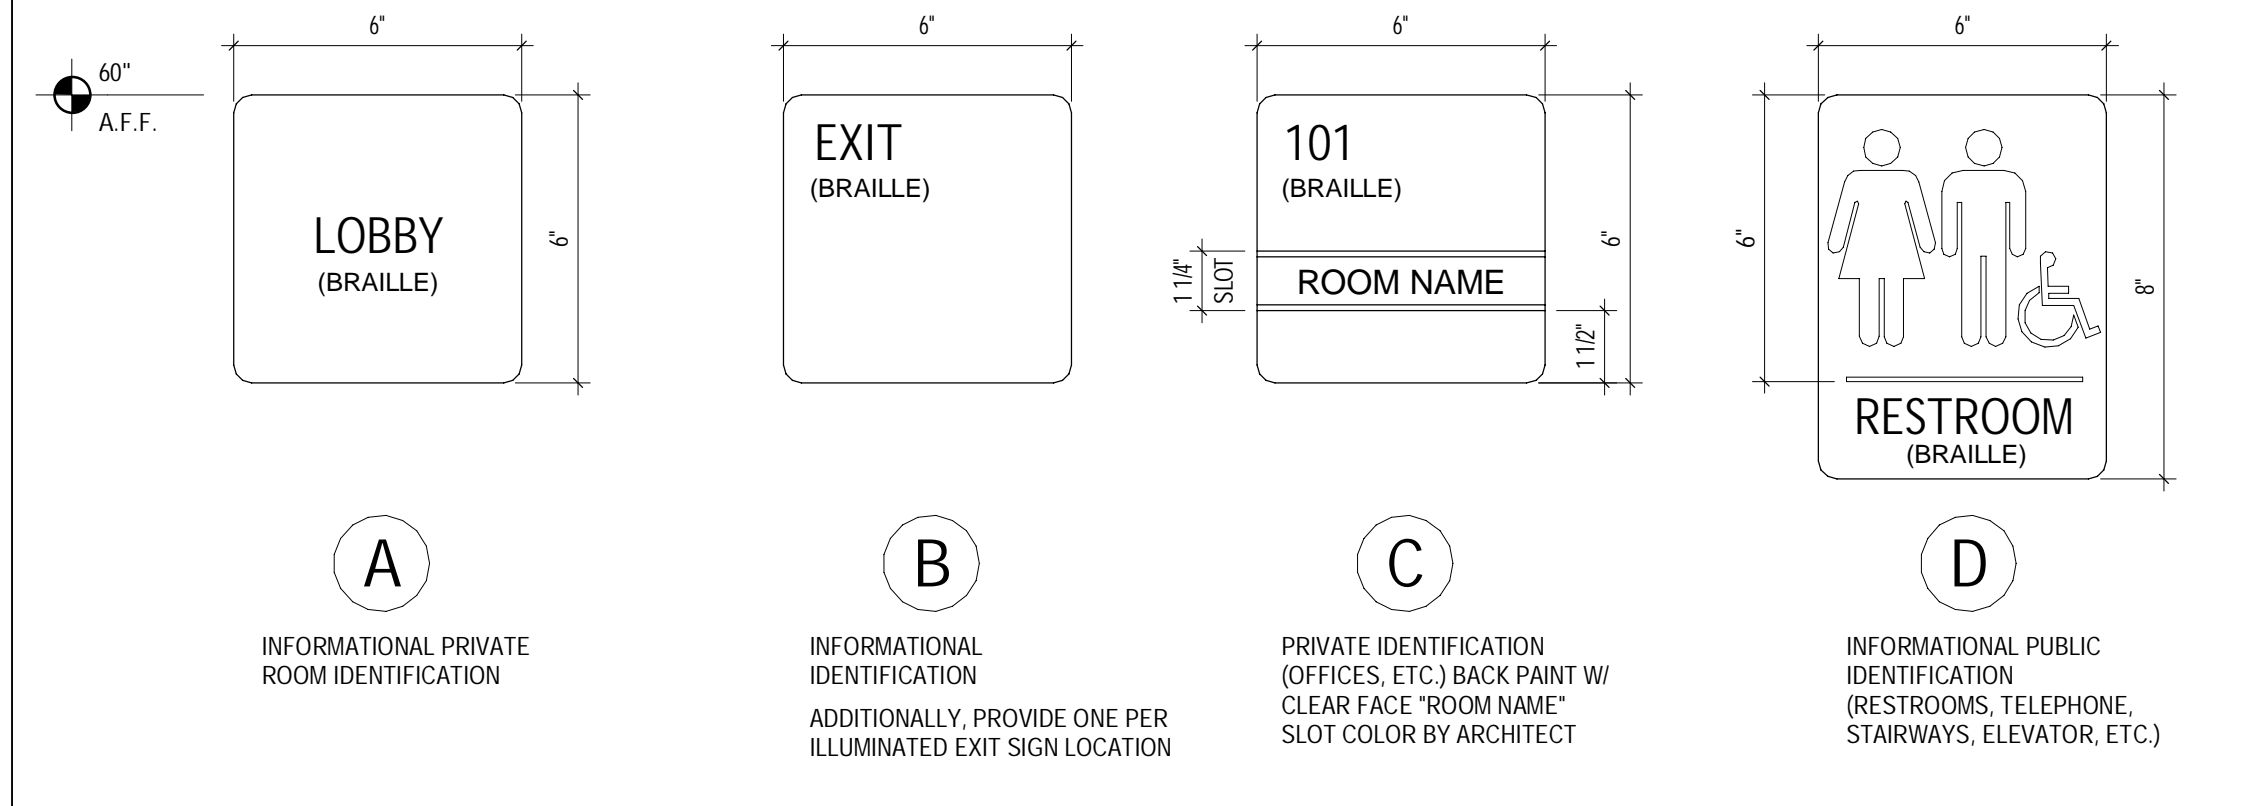 6"
6"
6"
6"
60"
A.F.F.
LOBBY
(BRAILLE)
6"
EXIT
(BRAILLE)
101
(BRAILLE)
ROOM NAME
1 1/4"
SLOT
6"
1 1/2"
6"
8"
RESTROOM
(BRAILLE)
A
INFORMATIONAL PRIVATE
ROOM IDENTIFICATION
B
INFORMATIONAL
IDENTIFICATION
ADDITIONALLY, PROVIDE ONE PER
ILLUMINATED EXIT SIGN LOCATION
C
PRIVATE IDENTIFICATION
(OFFICES, ETC.) BACK PAINT W/
CLEAR FACE "ROOM NAME"
SLOT COLOR BY ARCHITECT
D
INFORMATIONAL PUBLIC
IDENTIFICATION
(RESTROOMS, TELEPHONE,
STAIRWAYS, ELEVATOR, ETC.)